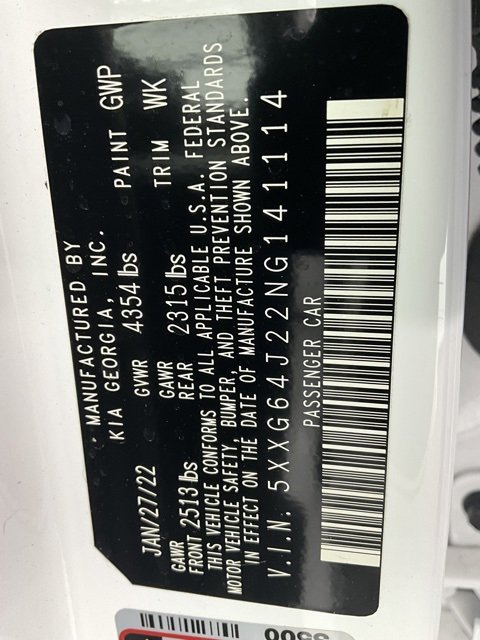 * MANUFACTURED BY
KIA GEORGIA, INC.
JAN/27/22 GVWR 4354 lbs PAINT GWP
GAWR FRONT 2513 lbs GAWR REAR 2315 lbs TRIM WK
THIS VEHICLE CONFORMS TO ALL APPLICABLE U.S.A. FEDERAL
MOTOR VEHICLE SAFETY, BUMPER, AND THEFT PREVENTION STANDARDS
IN EFFECT ON THE DATE OF MANUFACTURE SHOWN ABOVE.
V.I.N. 5XXG64J22NG141114
PASSENGER CAR